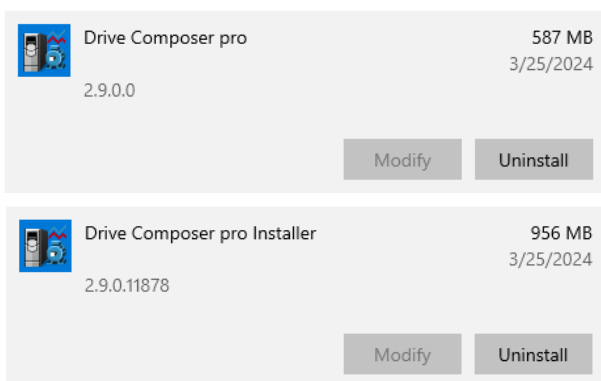 Drive Composer pro 587 MB
3/25/2024
2.9.0.0
Modify Uninstall
Drive Composer pro Installer 956 MB
3/25/2024
2.9.0.11878
Modify Uninstall